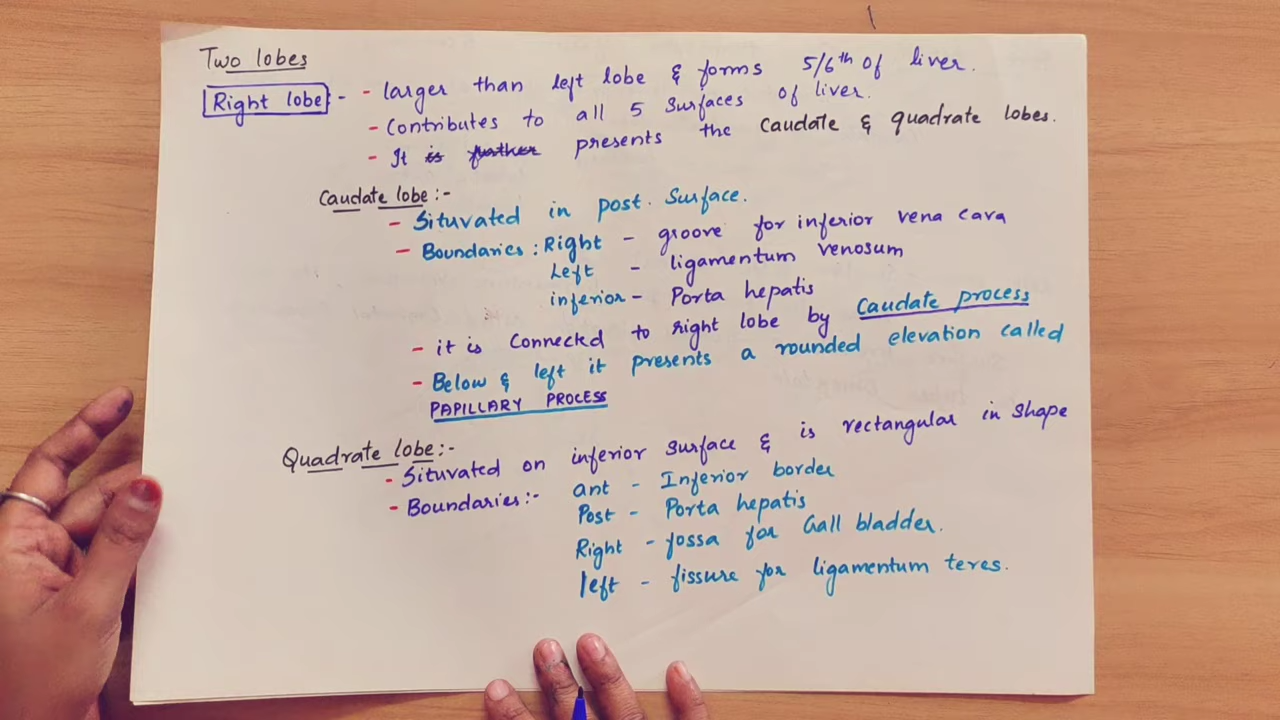 Two lobes
Right lobe :- - larger than left lobe & forms 5/6th of liver.
- Contributes to all 5 surfaces of liver.
- It is further presents the Caudate & quadrate lobes.
Caudate lobe :-
- Situvated in post. Surface.
- Boundaries : Right - groove for inferior vena cava
Left - ligamentum venosum
inferior - Porta hepatis
- it is Connected to right lobe by Caudate process
- Below & left it presents a rounded elevation called
PAPILLARY PROCESS
Quadrate lobe :-
- Situvated on inferior surface & is rectangular in Shape
- Boundaries :- ant - Inferior border
Post - Porta hepatis
Right - fossa for Gall bladder.
left - fissure for ligamentum teres.